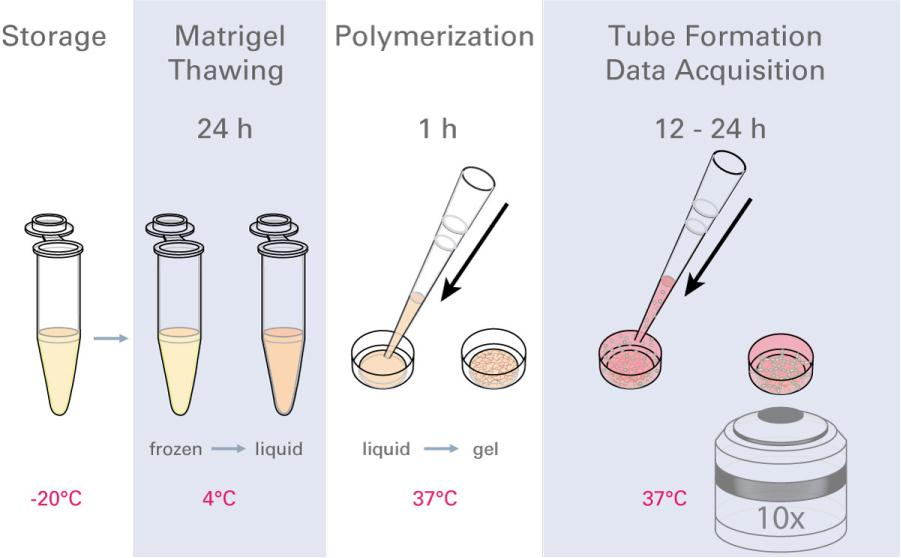 Storage
Matrigel
Thawing
24 h
Polymerization
1 h
Tube Formation
Data Acquisition
12 - 24 h
frozen
liquid
liquid
gel
-20°C
4°C
37°C
37°C
10x